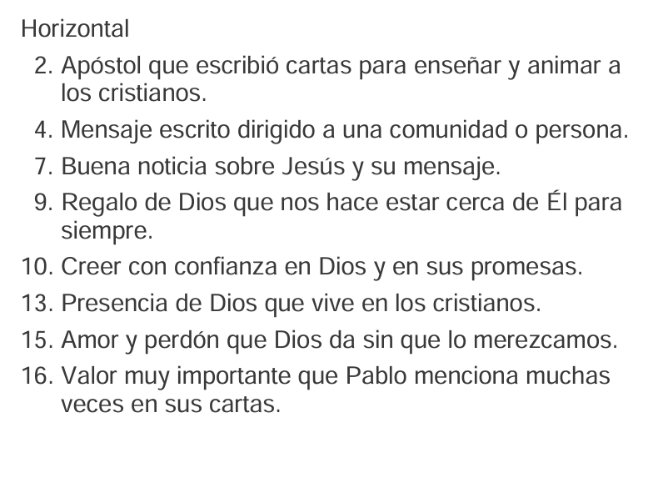 Horizontal
2. Apóstol que escribió cartas para enseñar y animar a
los cristianos.
4. Mensaje escrito dirigido a una comunidad o persona.
7. Buena noticia sobre Jesús y su mensaje.
9. Regalo de Dios que nos hace estar cerca de Él para
siempre.
10. Creer con confianza en Dios y en sus promesas.
13. Presencia de Dios que vive en los cristianos.
15. Amor y perdón que Dios da sin que lo merezcamos.
16. Valor muy importante que Pablo menciona muchas
veces en sus cartas.